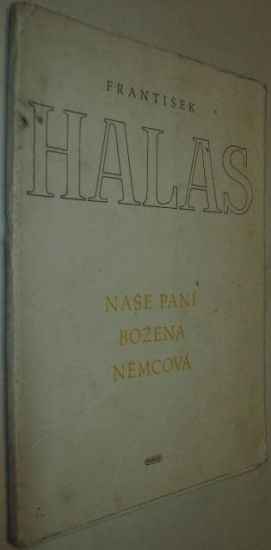 FRANTIŠEK
HALAS
NAŠE PANÍ
BOŽENA
NĚMCOVÁ